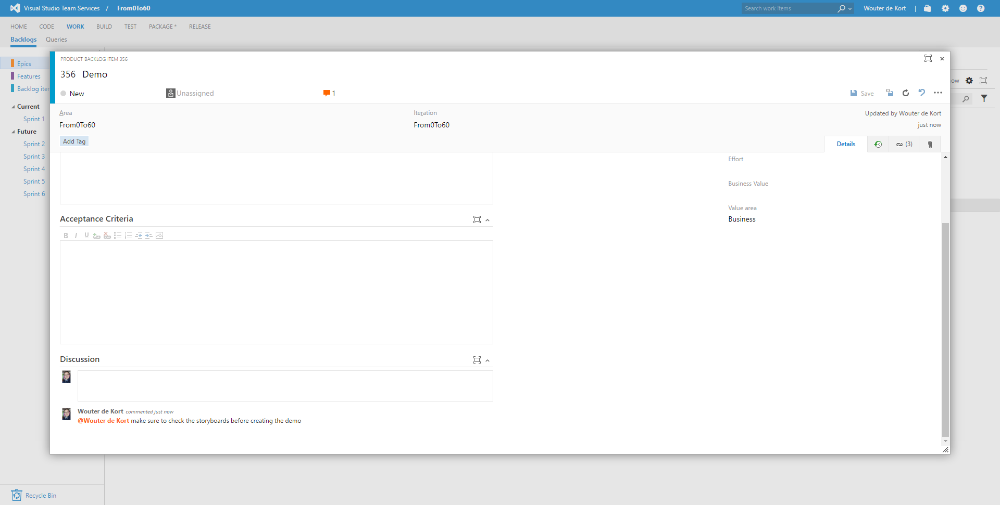 Visual Studio Team Services / From0To60
Search work items
Wouter de Kort |
HOME CODE WORK BUILD TEST PACKAGE * RELEASE
Backlogs Queries
Epics
Features
Backlog iter
Current
Sprint 1
Future
Sprint 2
Sprint 3
Sprint 4
Sprint 5
Sprint 6
Recycle Bin
ow
PRODUCT BACKLOG ITEM 356
356 Demo
New Unassigned 1
Save
Area
From0To60
Iteration
From0To60
Updated by Wouter de Kort
just now
Add Tag
Details (3)
Effort
Business Value
Value area
Business
Acceptance Criteria
B I U
Discussion
Wouter de Kort commented just now
@Wouter de Kort make sure to check the storyboards before creating the demo